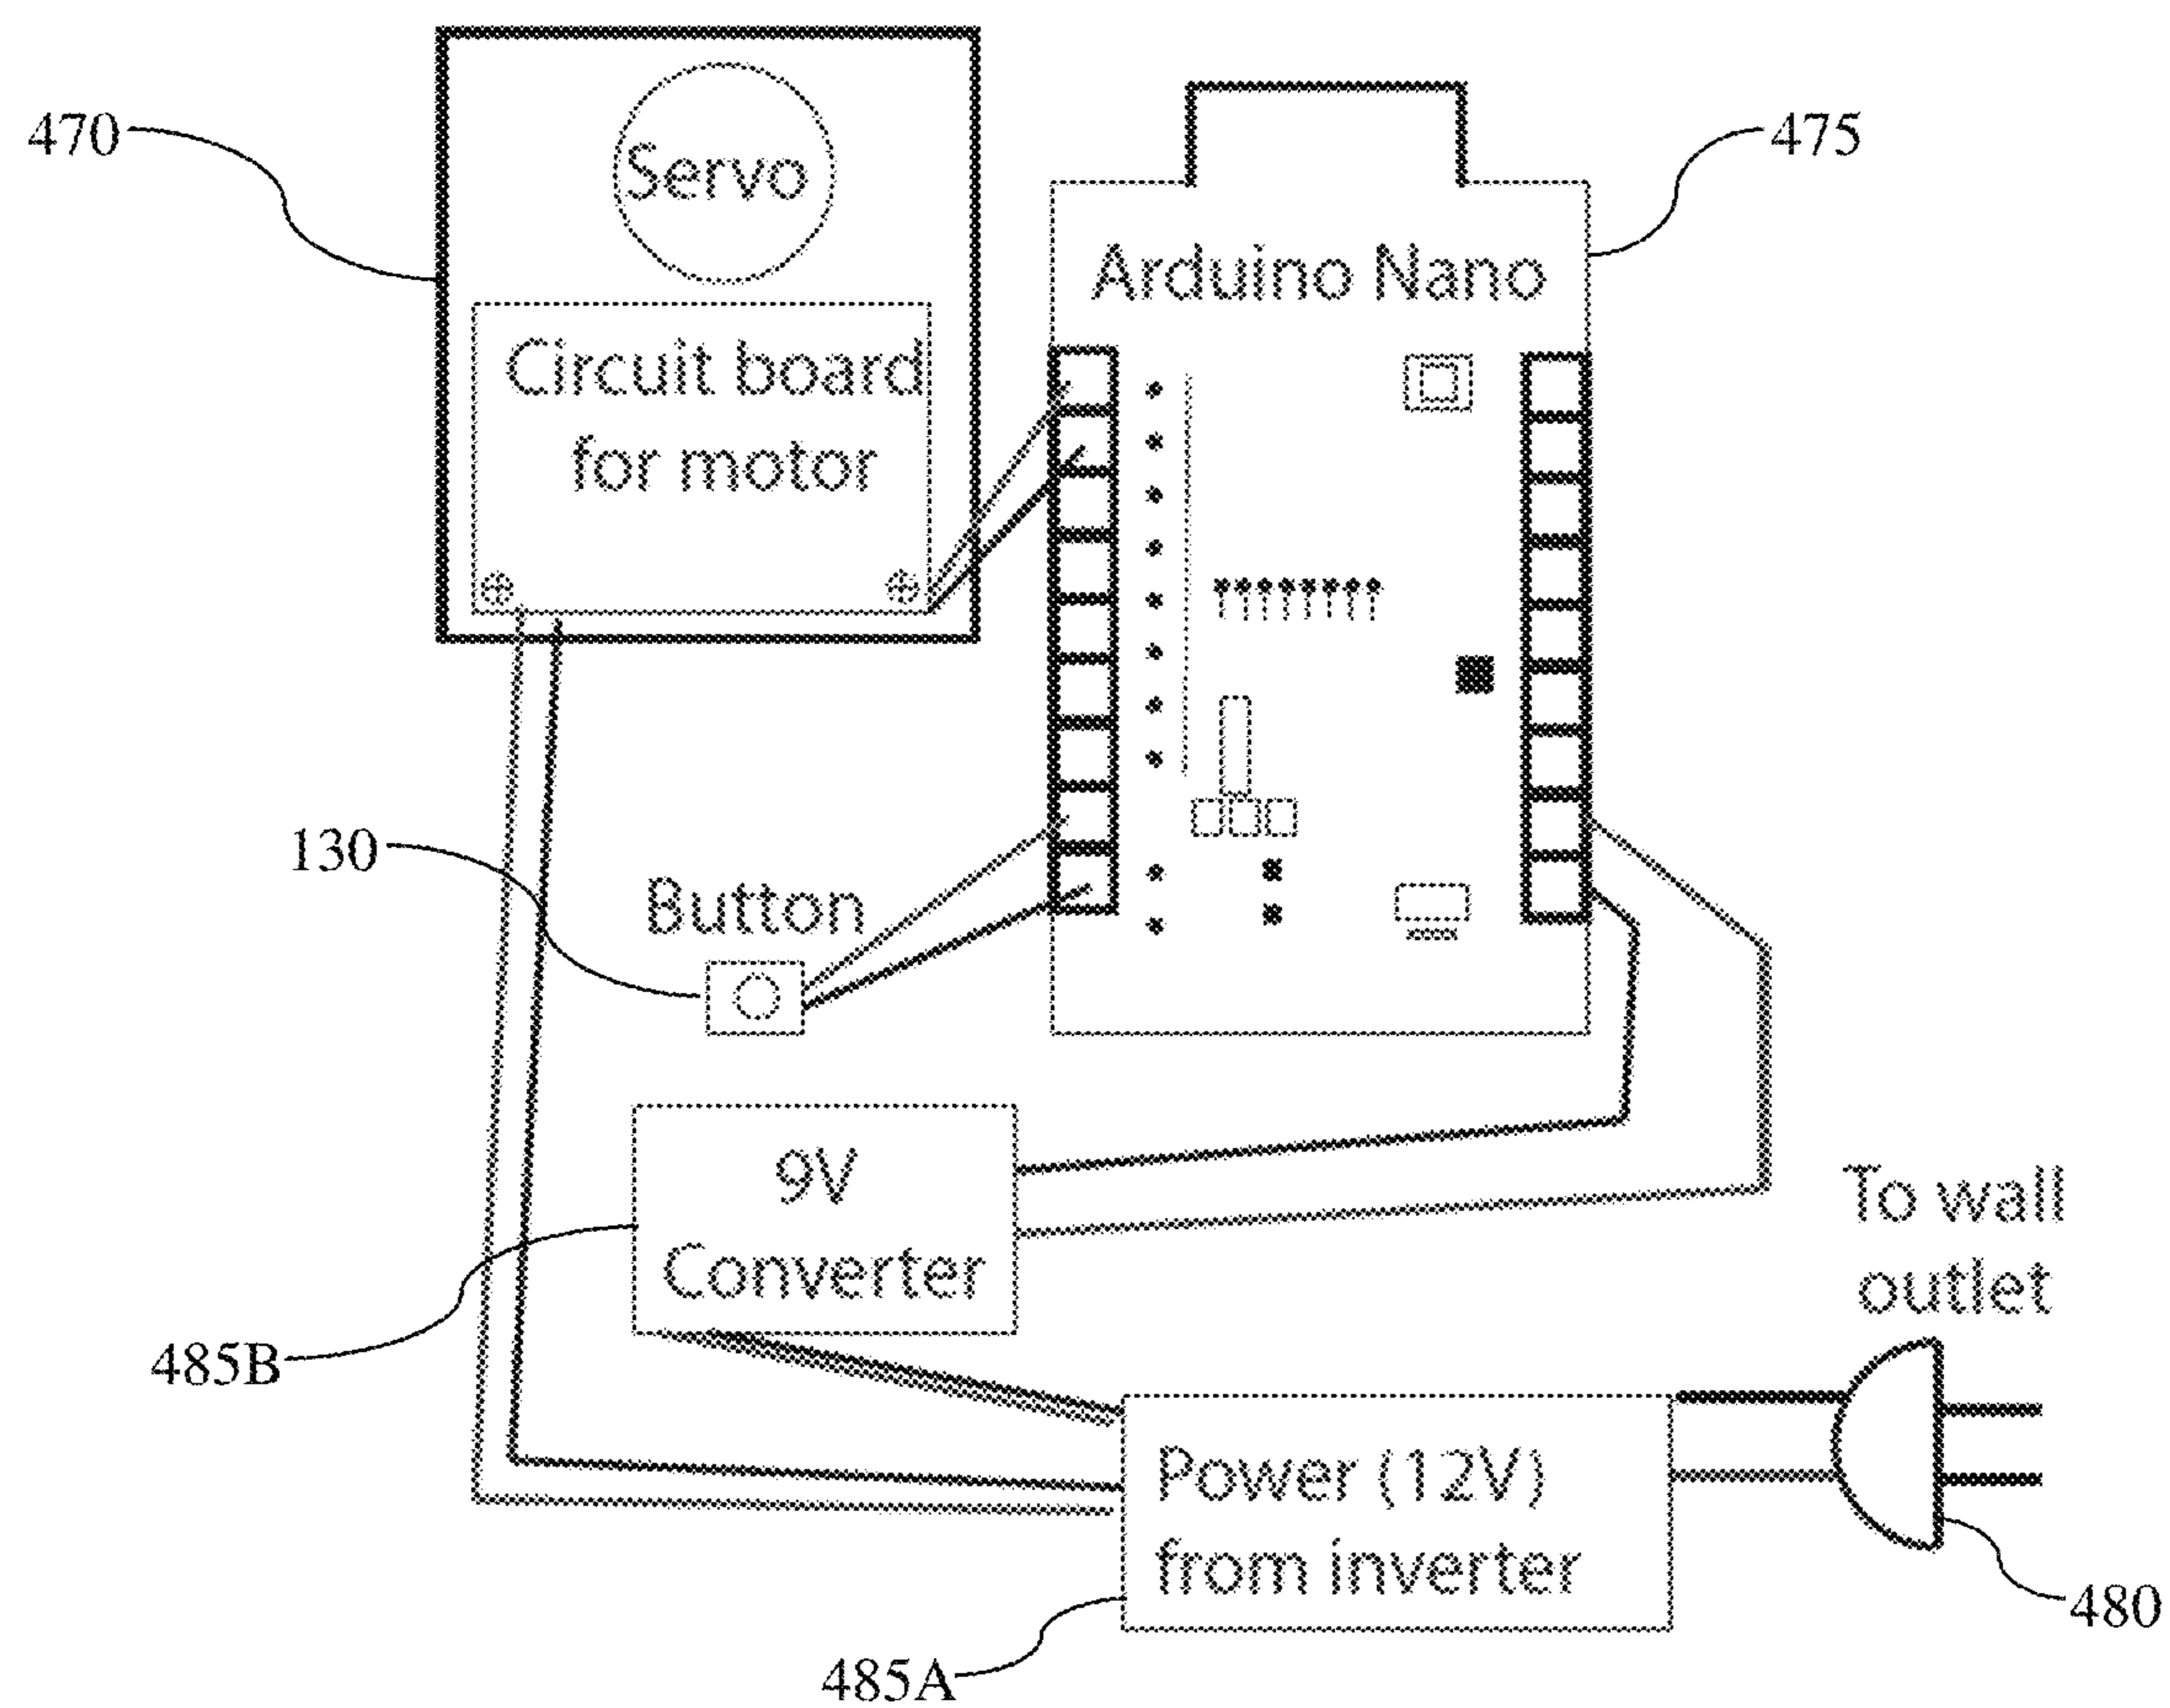 470
Servo
475
Arduino Nano
Circuit board
for motor
130
Button
9V
Converter
To wall
outlet
485B
Power (12V)
from inverter
480
485A